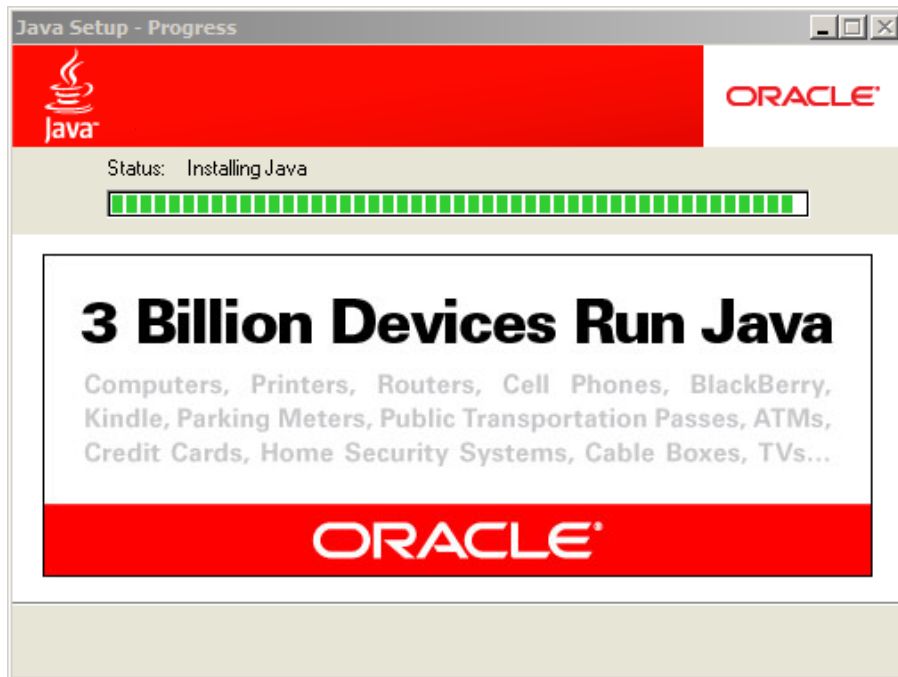 Java Setup - Progress
Java™
ORACLE®
Status: Installing Java
3 Billion Devices Run Java
Computers, Printers, Routers, Cell Phones, BlackBerry,
Kindle, Parking Meters, Public Transportation Passes, ATMs,
Credit Cards, Home Security Systems, Cable Boxes, TVs...
ORACLE®